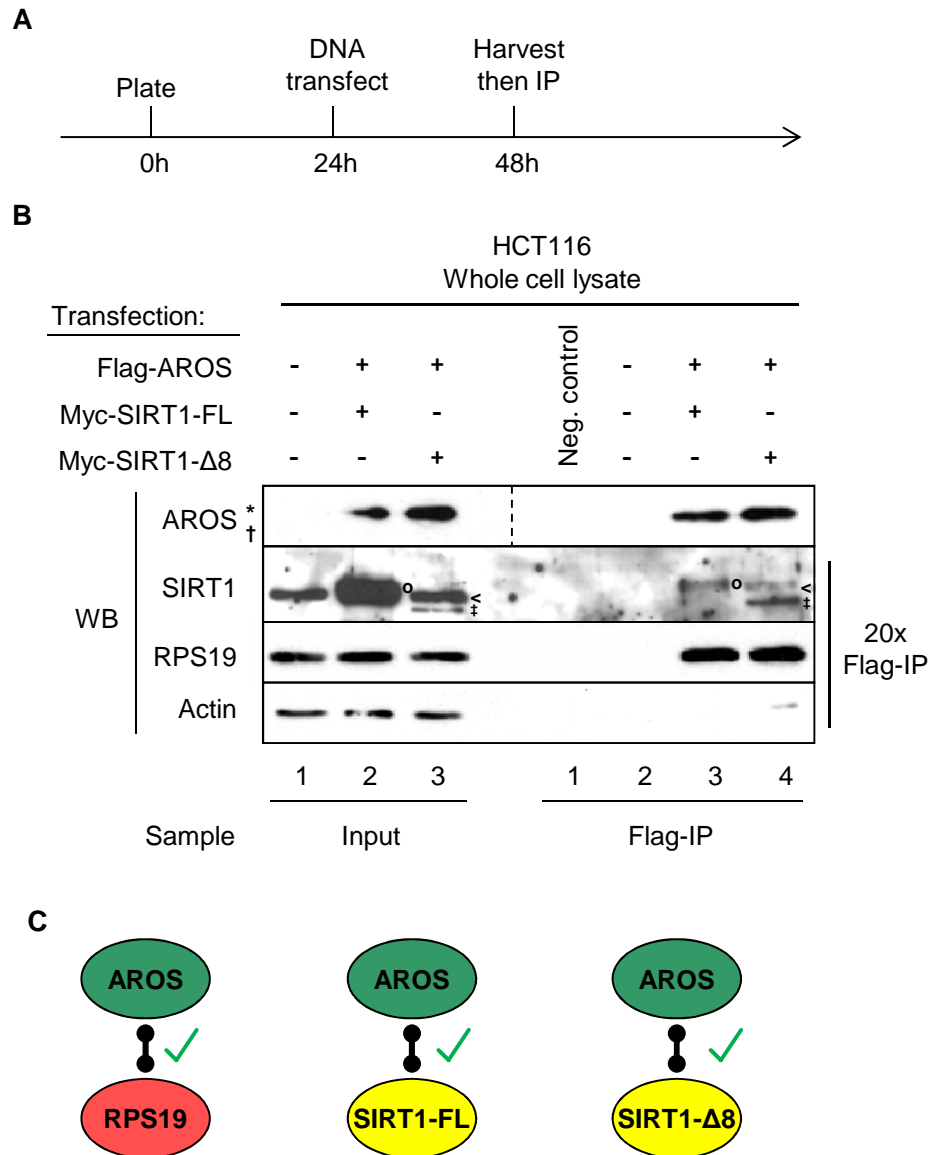 A
Plate
DNA
transfect
Harvest
then IP
0h
24h
48h
B
HCT116
Whole cell lysate
Transfection:
Neg. control
Flag-AROS - + + - + +
Myc-SIRT1-FL - + - - + -
Myc-SIRT1-Δ8 - - + - - +
WB
AROS * †
SIRT1 o < ‡ o < ‡
RPS19
Actin
20x
Flag-IP
1 2 3 1 2 3 4
Sample Input Flag-IP
C
AROS AROS AROS
RPS19 SIRT1-FL SIRT1-Δ8